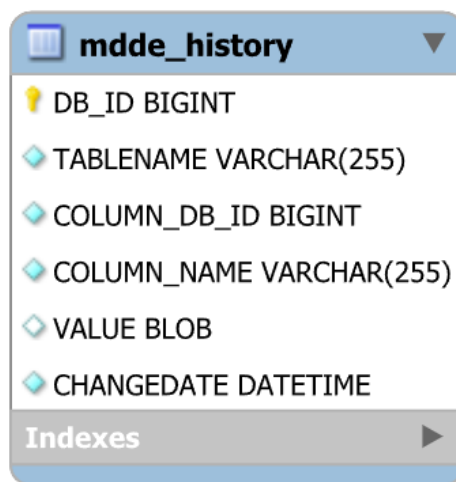 mdde_history
DB_ID BIGINT
TABLENAME VARCHAR(255)
COLUMN_DB_ID BIGINT
COLUMN_NAME VARCHAR(255)
VALUE BLOB
CHANGEDATE DATETIME
Indexes